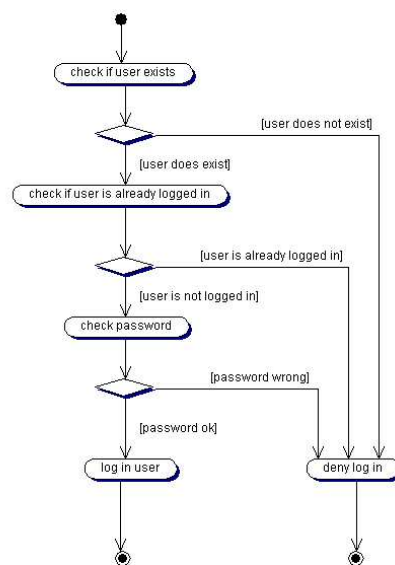 check if user exists
[user does not exist]
[user does exist]
check if user is already logged in
[user is already logged in]
[user is not logged in]
check password
[password wrong]
[password ok]
log in user
deny log in